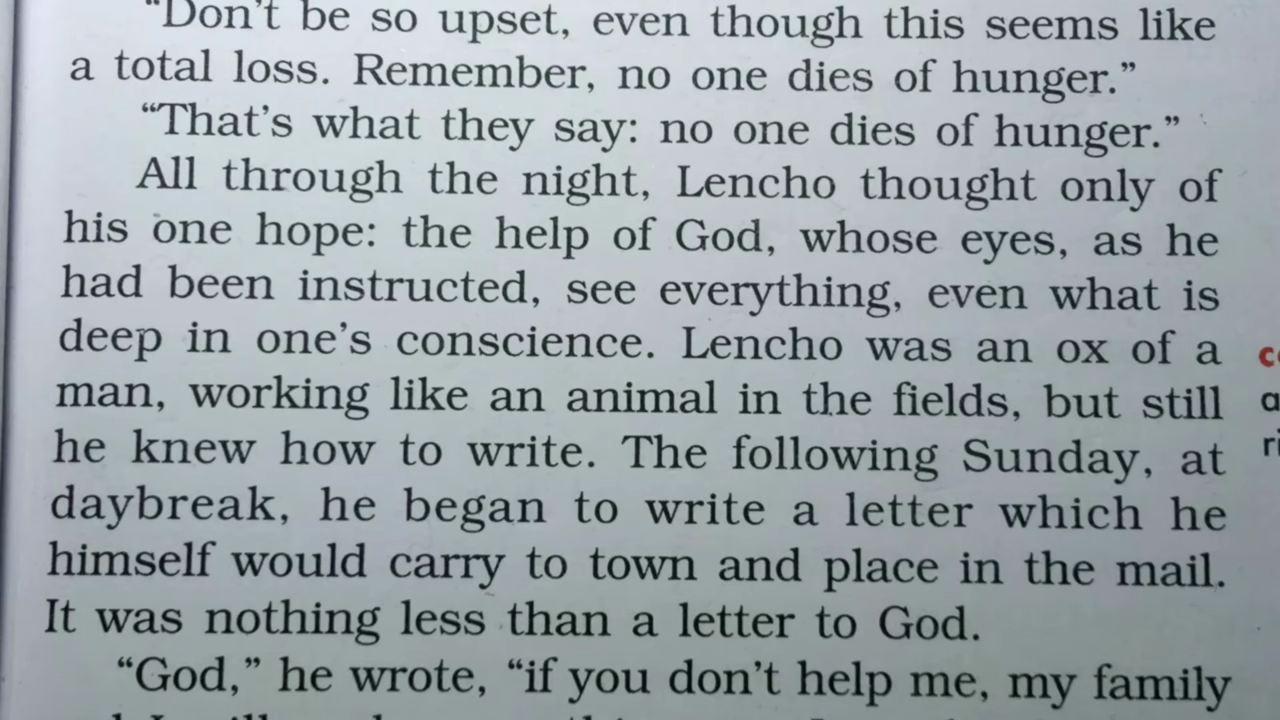 "Don't be so upset, even though this seems like
a total loss. Remember, no one dies of hunger."
"That's what they say: no one dies of hunger."
All through the night, Lencho thought only of
his one hope: the help of God, whose eyes, as he
had been instructed, see everything, even what is
deep in one's conscience. Lencho was an ox of a
man, working like an animal in the fields, but still
he knew how to write. The following Sunday, at
daybreak, he began to write a letter which he
himself would carry to town and place in the mail.
It was nothing less than a letter to God.
"God," he wrote, "if you don't help me, my family